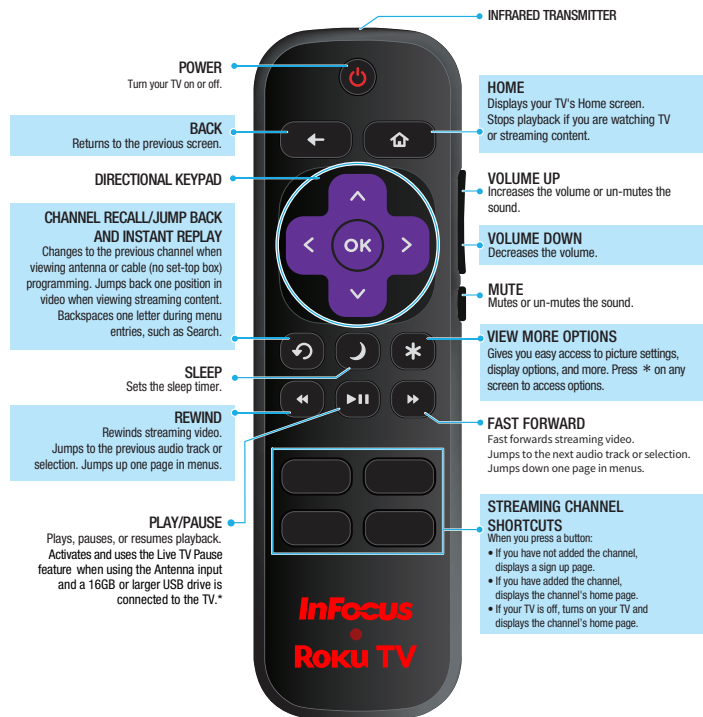 INFRARED TRANSMITTER
POWER
Turn your TV on or off.
HOME
Displays your TV's Home screen.
Stops playback if you are watching TV
or streaming content.
BACK
Returns to the previous screen.
DIRECTIONAL KEYPAD
VOLUME UP
Increases the volume or un-mutes the
sound.
CHANNEL RECALL/JUMP BACK
AND INSTANT REPLAY
Changes to the previous channel when
viewing antenna or cable (no set-top box)
programming. Jumps back one position in
video when viewing streaming content.
Backspaces one letter during menu
entries, such as Search.
OK
VOLUME DOWN
Decreases the volume.
MUTE
Mutes or un-mutes the sound.
VIEW MORE OPTIONS
Gives you easy access to picture settings,
display options, and more. Press * on any
screen to access options.
SLEEP
Sets the sleep timer.
REWIND
Rewinds streaming video.
Jumps to the previous audio track or
selection. Jumps up one page in menus.
FAST FORWARD
Fast forwards streaming video.
Jumps to the next audio track or selection.
Jumps down one page in menus.
PLAY/PAUSE
Plays, pauses, or resumes playback.
Activates and uses the Live TV Pause
feature when using the Antenna input
and a 16GB or larger USB drive is
connected to the TV.*
STREAMING CHANNEL
SHORTCUTS
When you press a button:
• If you have not added the channel,
displays a sign up page.
• If you have added the channel,
displays the channel's home page.
• If your TV is off, turns on your TV and
displays the channel's home page.
InFocus
Roku TV